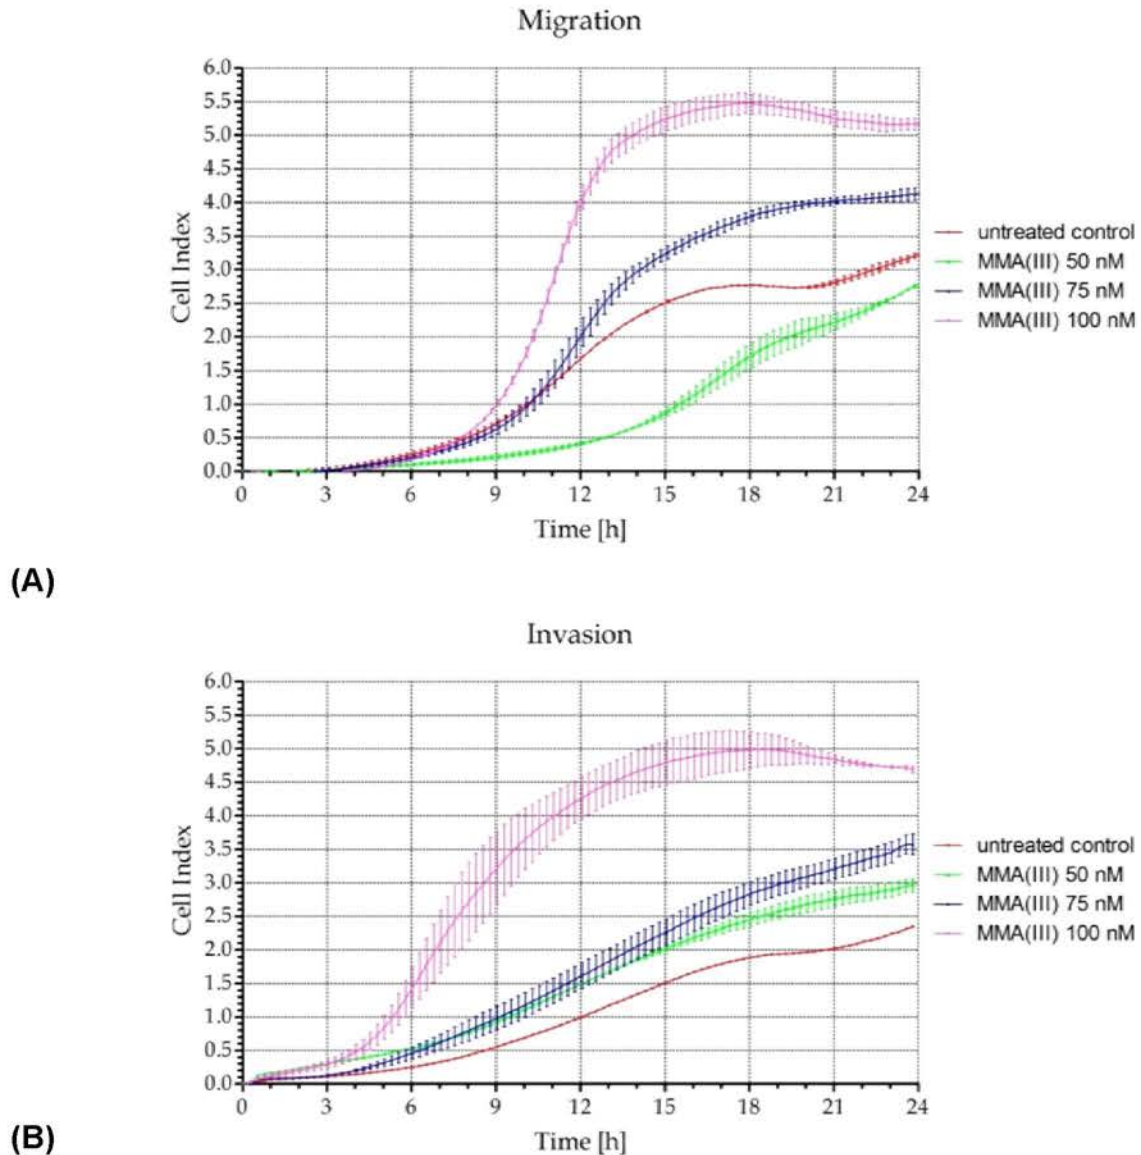 Migration
6.0
5.5
5.0
4.5
4.0
3.5
3.0
2.5
2.0
1.5
1.0
0.5
0.0
Cell Index
0 3 6 9 12 15 18 21 24
Time [h]
untreated control
MMA(III) 50 nM
MMA(III) 75 nM
MMA(III) 100 nM
(A)
Invasion
6.0
5.5
5.0
4.5
4.0
3.5
3.0
2.5
2.0
1.5
1.0
0.5
0.0
Cell Index
0 3 6 9 12 15 18 21 24
Time [h]
untreated control
MMA(III) 50 nM
MMA(III) 75 nM
MMA(III) 100 nM
(B)